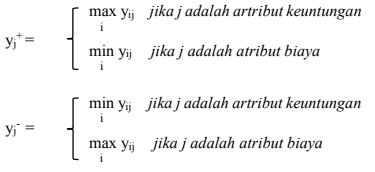 max yij jika j adalah artribut keuntungan
i
yj+ =
min yij jika j adalah atribut biaya
i
min yij jika j adalah artribut keuntungan
i
yj- =
max yij jika j adalah atribut biaya
i